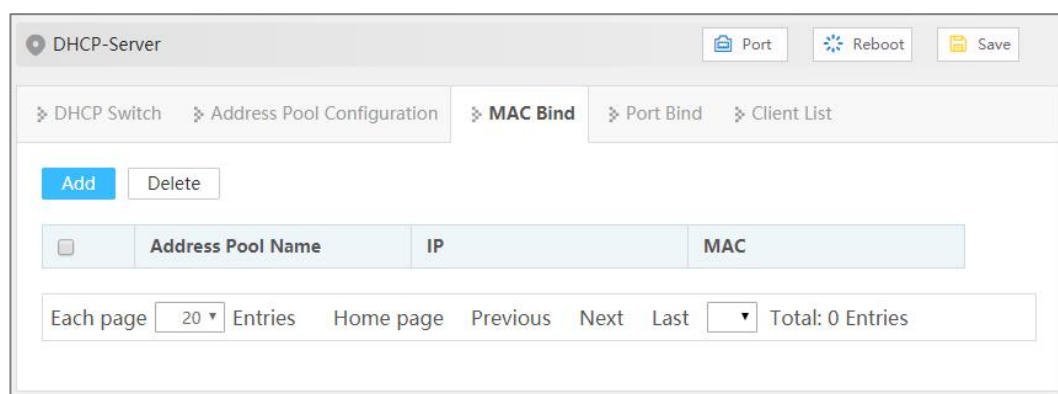 DHCP-Server Port Reboot Save
DHCP Switch Address Pool Configuration MAC Bind Port Bind Client List
Add Delete
Address Pool Name IP MAC
Each page 20 Entries Home page Previous Next Last Total: 0 Entries